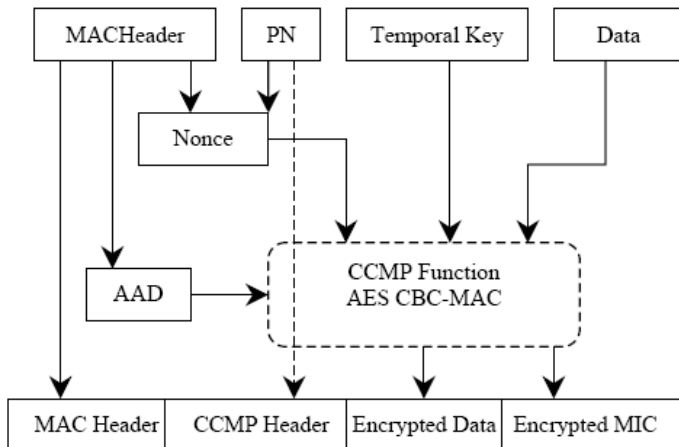 MACHeader
PN
Temporal Key
Data
Nonce
AAD
CCMP Function
AES CBC-MAC
MAC Header
CCMP Header
Encrypted Data
Encrypted MIC